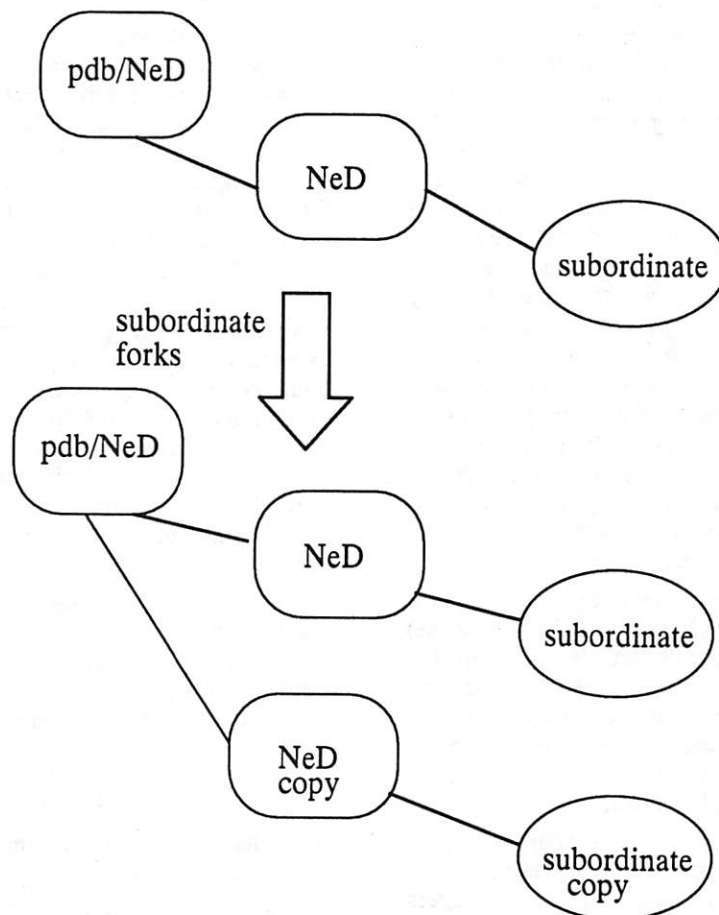 pdb/NeD
NeD
subordinate
subordinate
forks
pdb/NeD
NeD
subordinate
NeD
copy
subordinate
copy